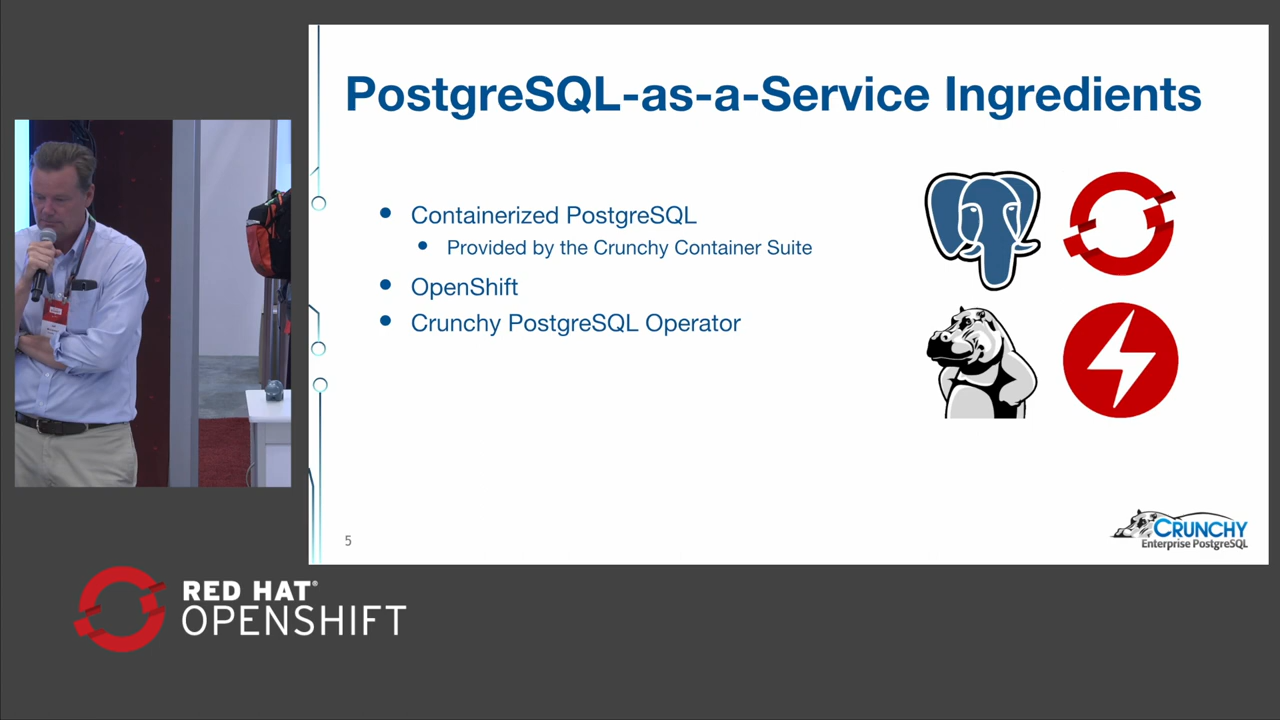 PostgreSQL-as-a-Service Ingredients
Containerized PostgreSQL
Provided by the Crunchy Container Suite
OpenShift
Crunchy PostgreSQL Operator
5
CRUNCHY
Enterprise PostgreSQL
RED HAT®
OPENSHIFT